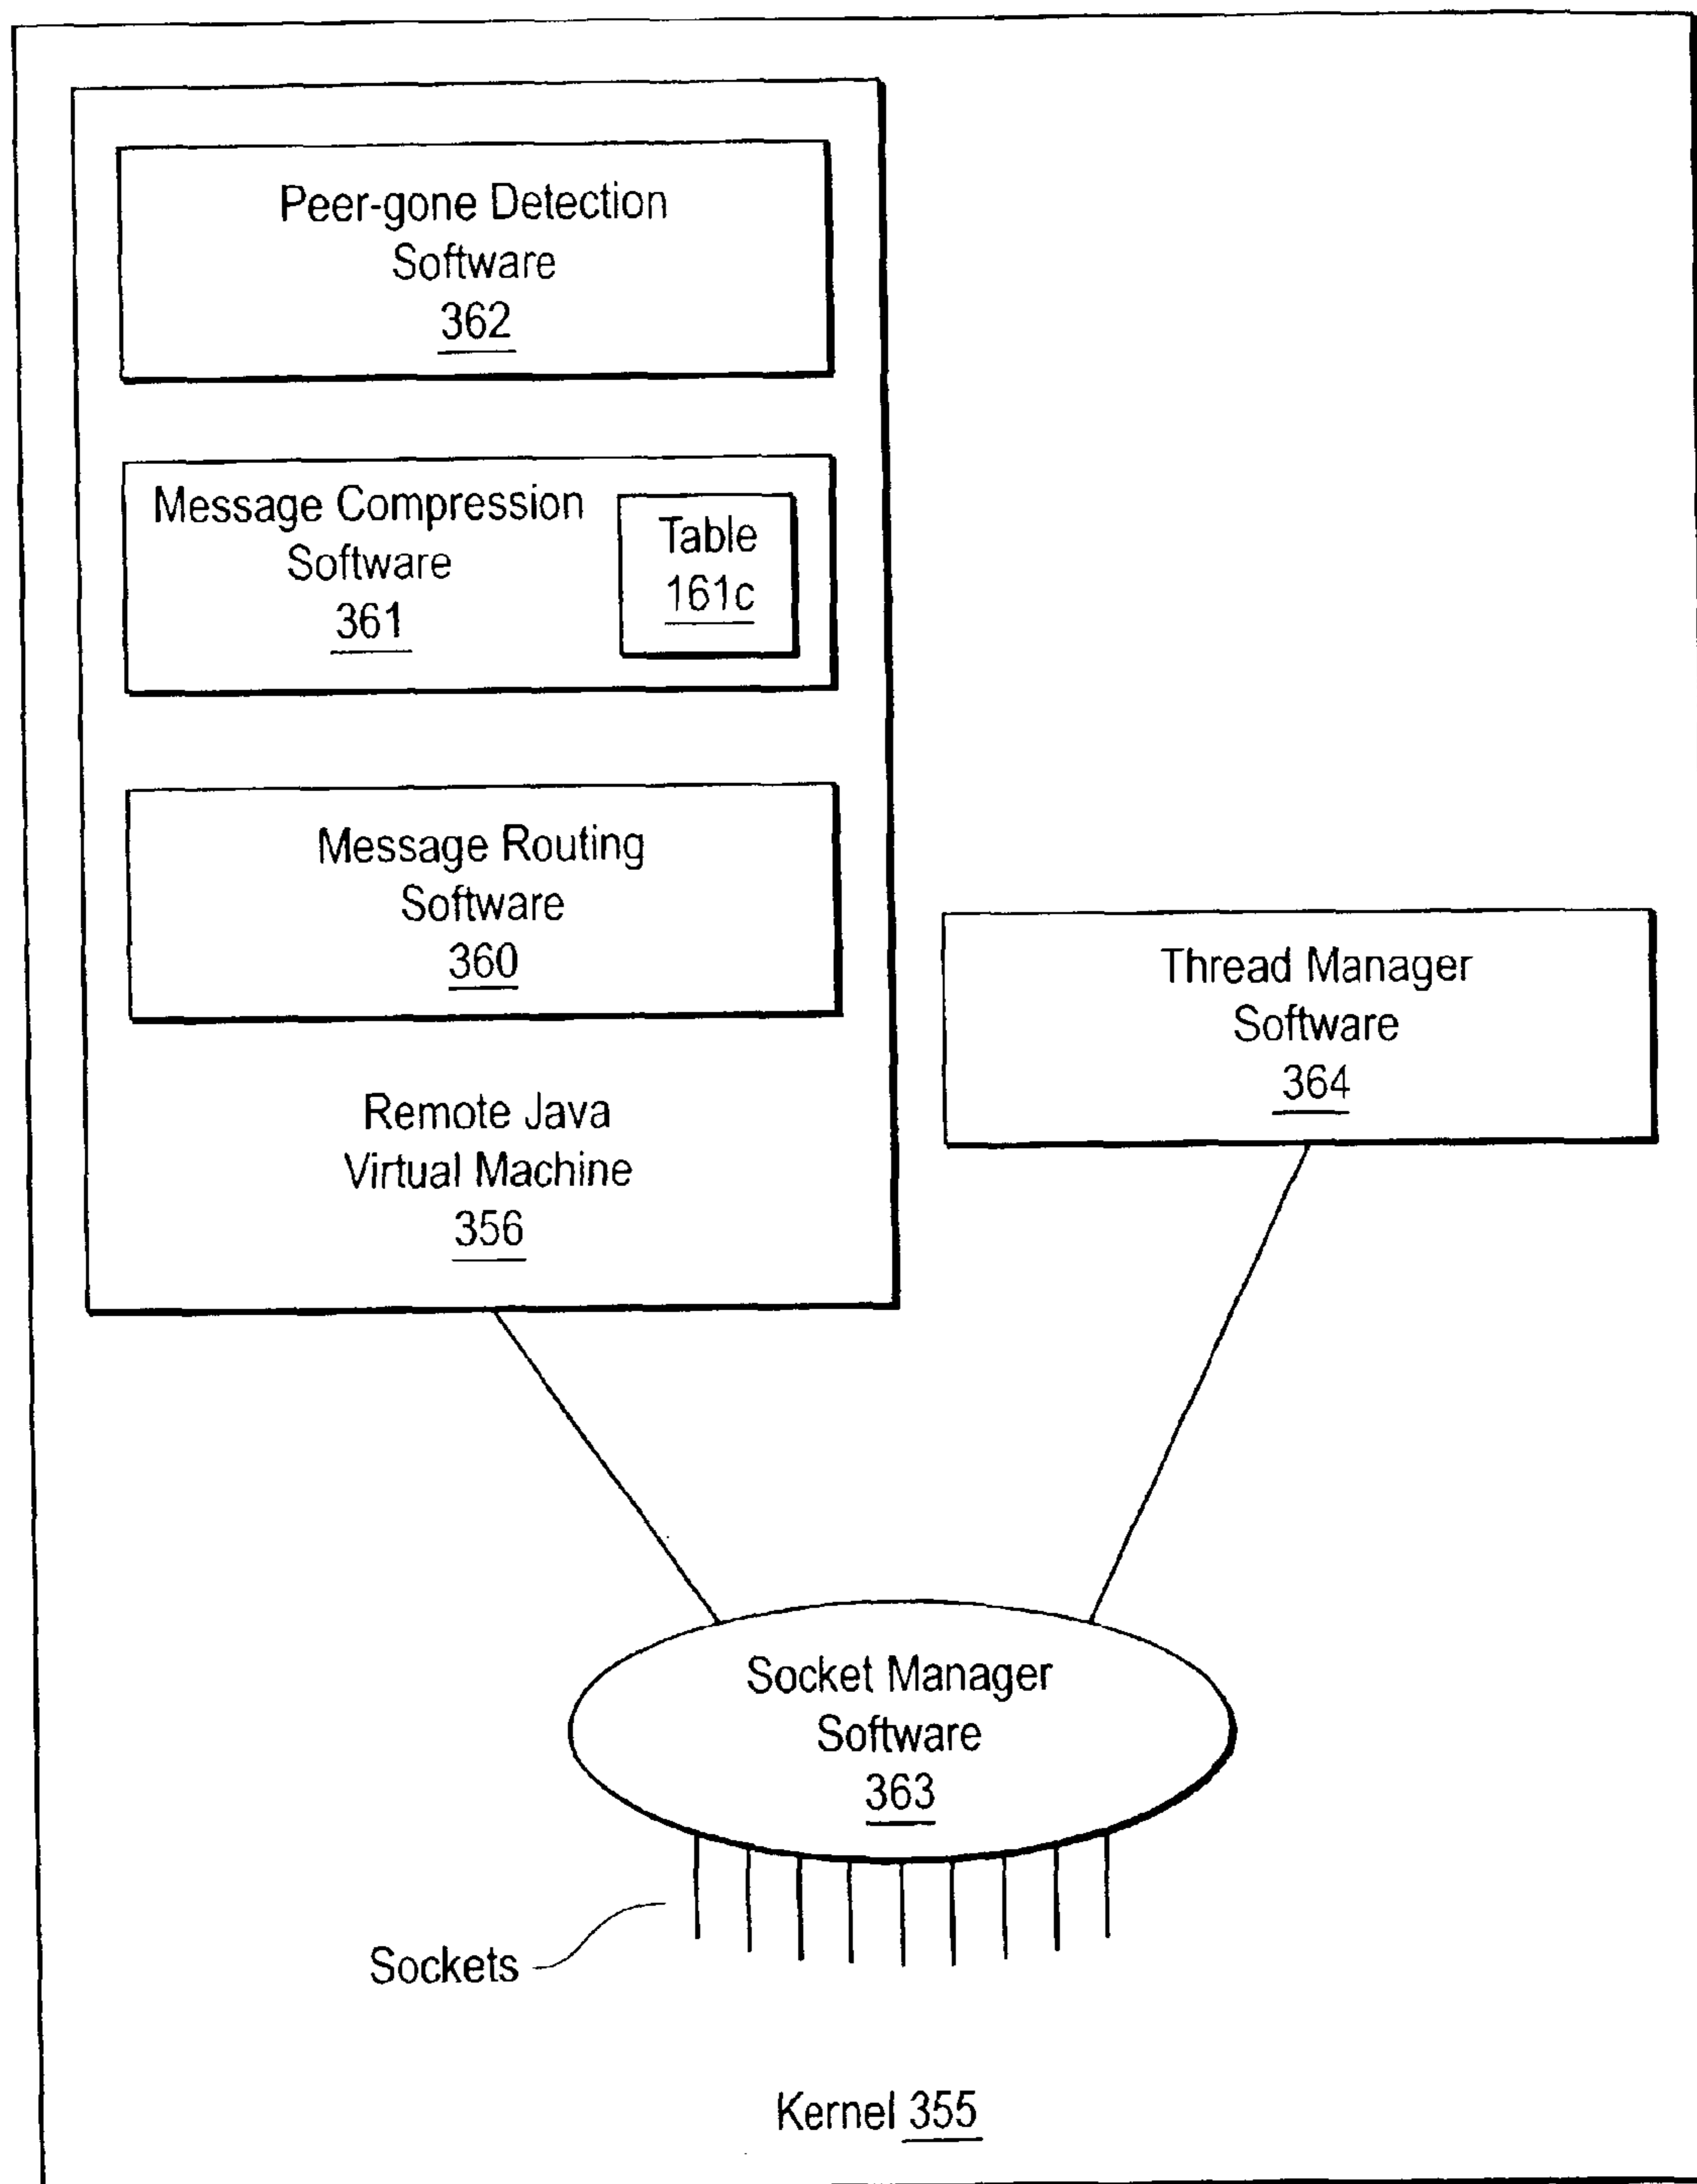 Peer-gone Detection
Software
362
Message Compression
Software
361
Table
161c
Message Routing
Software
360
Remote Java
Virtual Machine
356
Thread Manager
Software
364
Socket Manager
Software
363
Sockets
Kernel 355